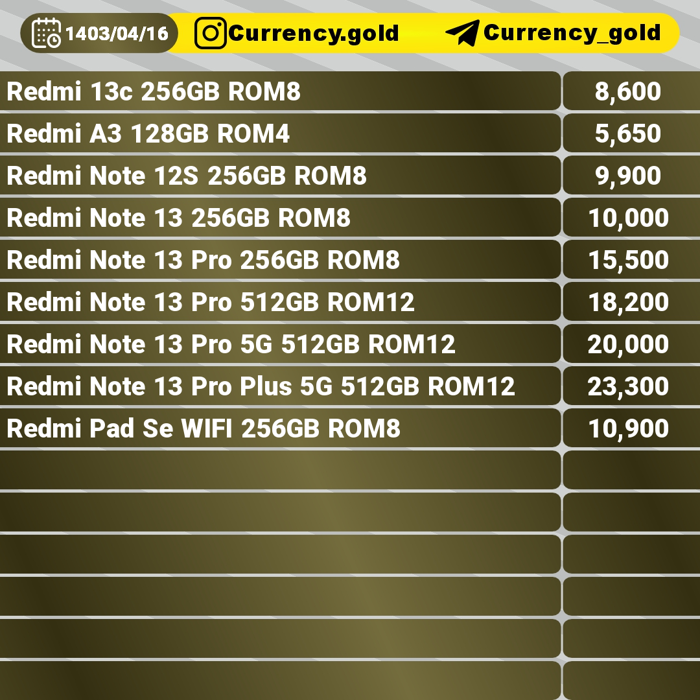 1403/04/16 Currency.gold Currency_gold
Redmi 13c 256GB ROM8 8,600
Redmi A3 128GB ROM4 5,650
Redmi Note 12S 256GB ROM8 9,900
Redmi Note 13 256GB ROM8 10,000
Redmi Note 13 Pro 256GB ROM8 15,500
Redmi Note 13 Pro 512GB ROM12 18,200
Redmi Note 13 Pro 5G 512GB ROM12 20,000
Redmi Note 13 Pro Plus 5G 512GB ROM12 23,300
Redmi Pad Se WIFI 256GB ROM8 10,900